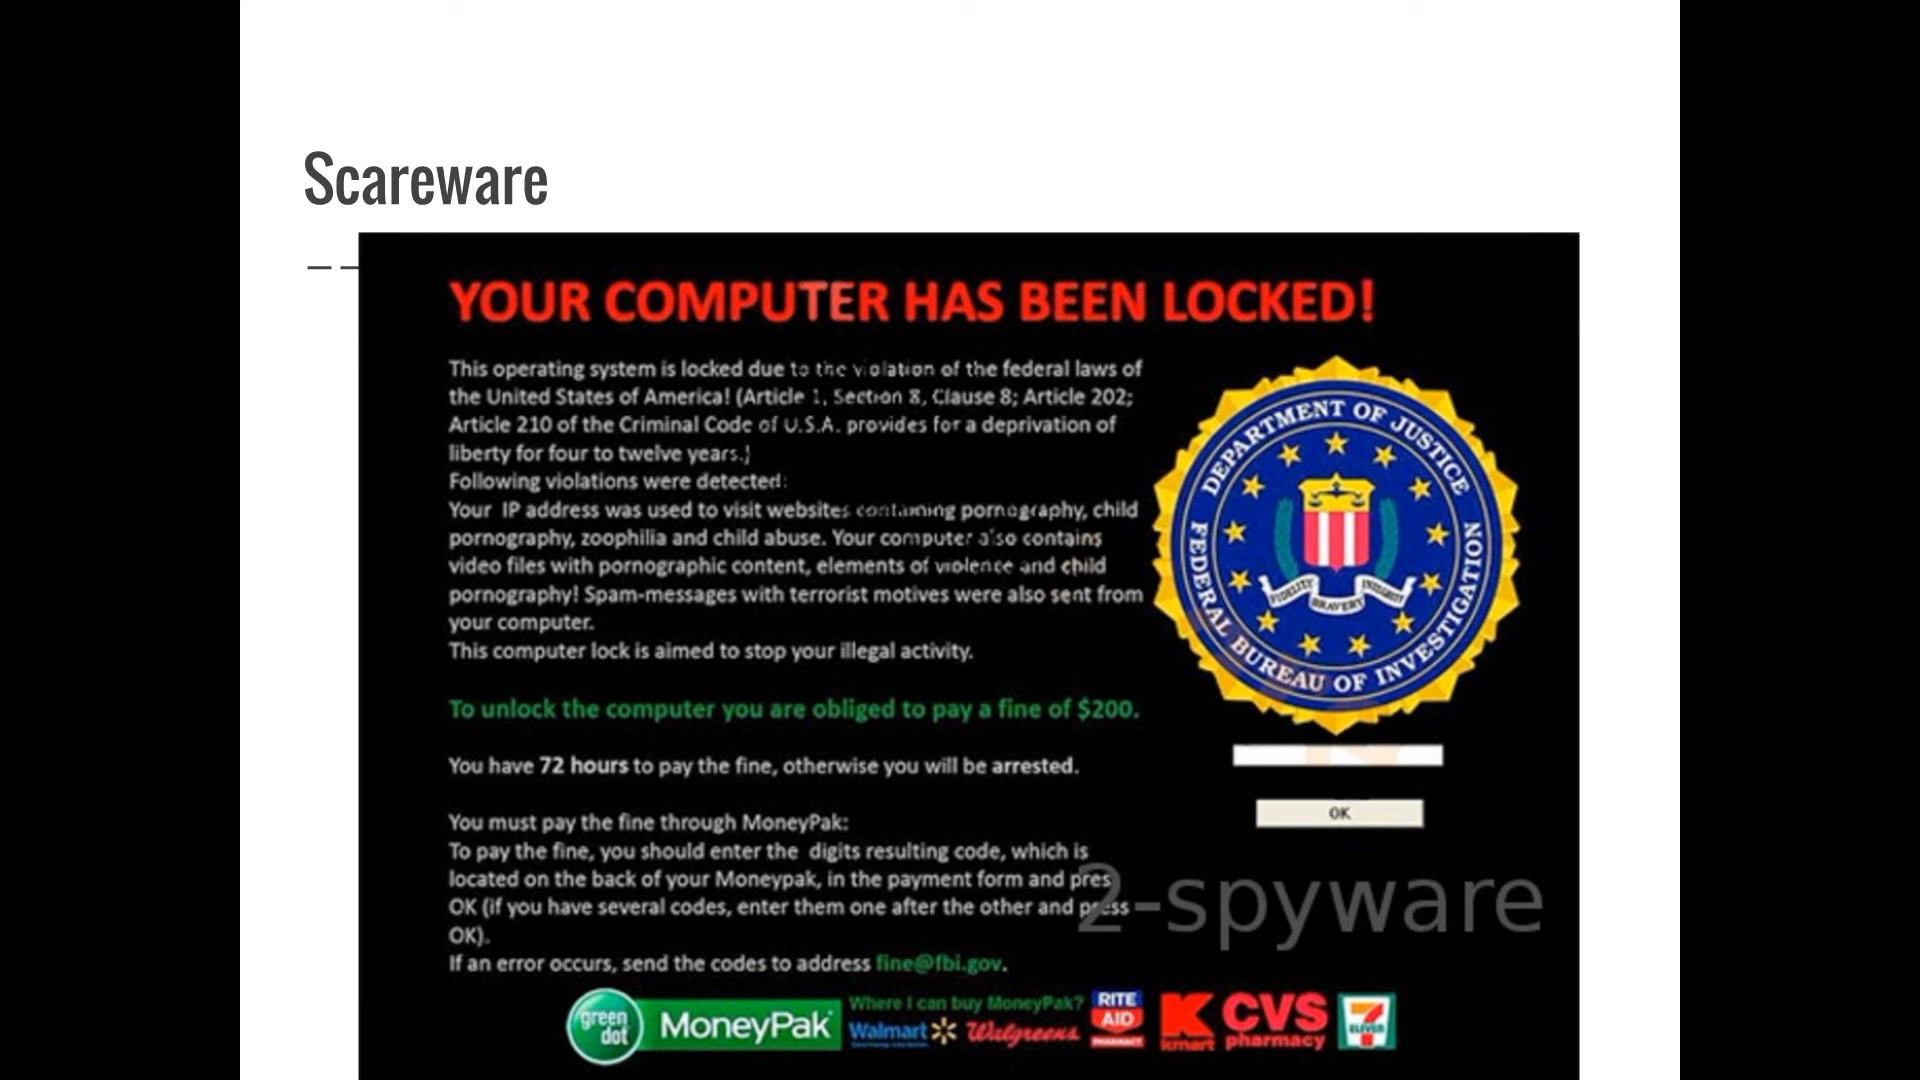 Scareware
YOUR COMPUTER HAS BEEN LOCKED!
This operating system is locked due to the violation of the federal laws of
the United States of America! (Article 1, Section 8, Clause 8; Article 202;
Article 210 of the Criminal Code of U.S.A. provides for a deprivation of
liberty for four to twelve years.)
Following violations were detected:
Your IP address was used to visit websites containing pornography, child
pornography, zoophilia and child abuse. Your computer also contains
video files with pornographic content, elements of violence and child
pornography! Spam-messages with terrorist motives were also sent from
your computer.
This computer lock is aimed to stop your illegal activity.
To unlock the computer you are obliged to pay a fine of $200.
You have 72 hours to pay the fine, otherwise you will be arrested.
You must pay the fine through MoneyPak:
To pay the fine, you should enter the digits resulting code, which is
located on the back of your Moneypak, in the payment form and pres
OK (if you have several codes, enter them one after the other and press
OK).
If an error occurs, send the codes to address fine@fbi.gov.
DEPARTMENT OF JUSTICE
FEDERAL BUREAU OF INVESTIGATION
FIDELITY BRAVERY INTEGRITY
OK
2-spyware
green dot MoneyPak
Where I can buy MoneyPak?
Walmart Walgreens
RITE AID PHARMACY
K kmart
CVS pharmacy
7 ELEVEN